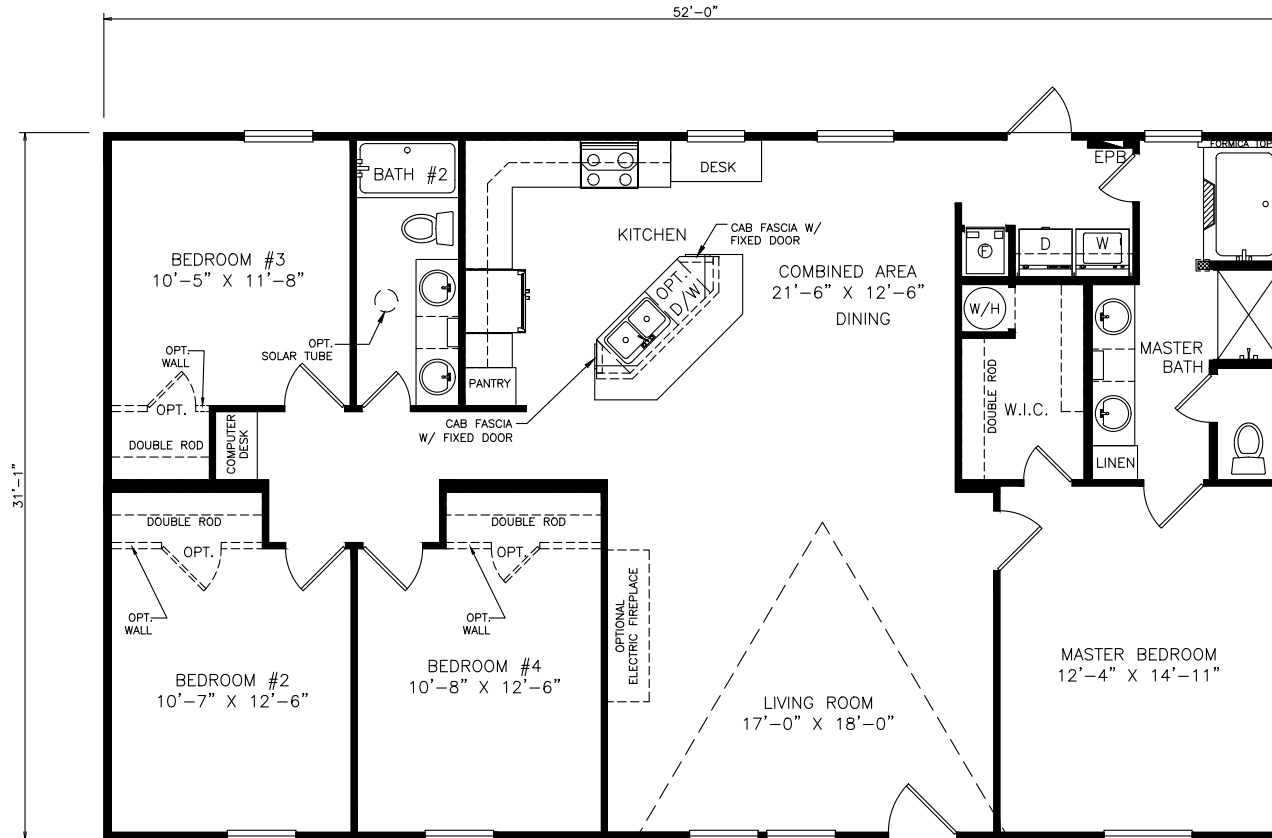 52'-0"
31'-1"
BEDROOM #3
10'-5" X 11'-8"
BATH #2
OPT.
SOLAR TUBE
OPT.
WALL
OPT.
DOUBLE ROD
COMPUTER
DESK
PANTRY
DESK
KITCHEN
CAB FASCIA W/
FIXED DOOR
OPT.
D/W
CAB FASCIA
W/ FIXED DOOR
COMBINED AREA
21'-6" X 12'-6"
DINING
EPB
FORMICA TOP
F
D
W
W/H
DOUBLE ROD
W.I.C.
MASTER
BATH
LINEN
DOUBLE ROD
OPT.
OPT.
WALL
BEDROOM #2
10'-7" X 12'-6"
DOUBLE ROD
OPT.
OPT.
WALL
BEDROOM #4
10'-8" X 12'-6"
OPTIONAL
ELECTRIC FIREPLACE
LIVING ROOM
17'-0" X 18'-0"
MASTER BEDROOM
12'-4" X 14'-11"